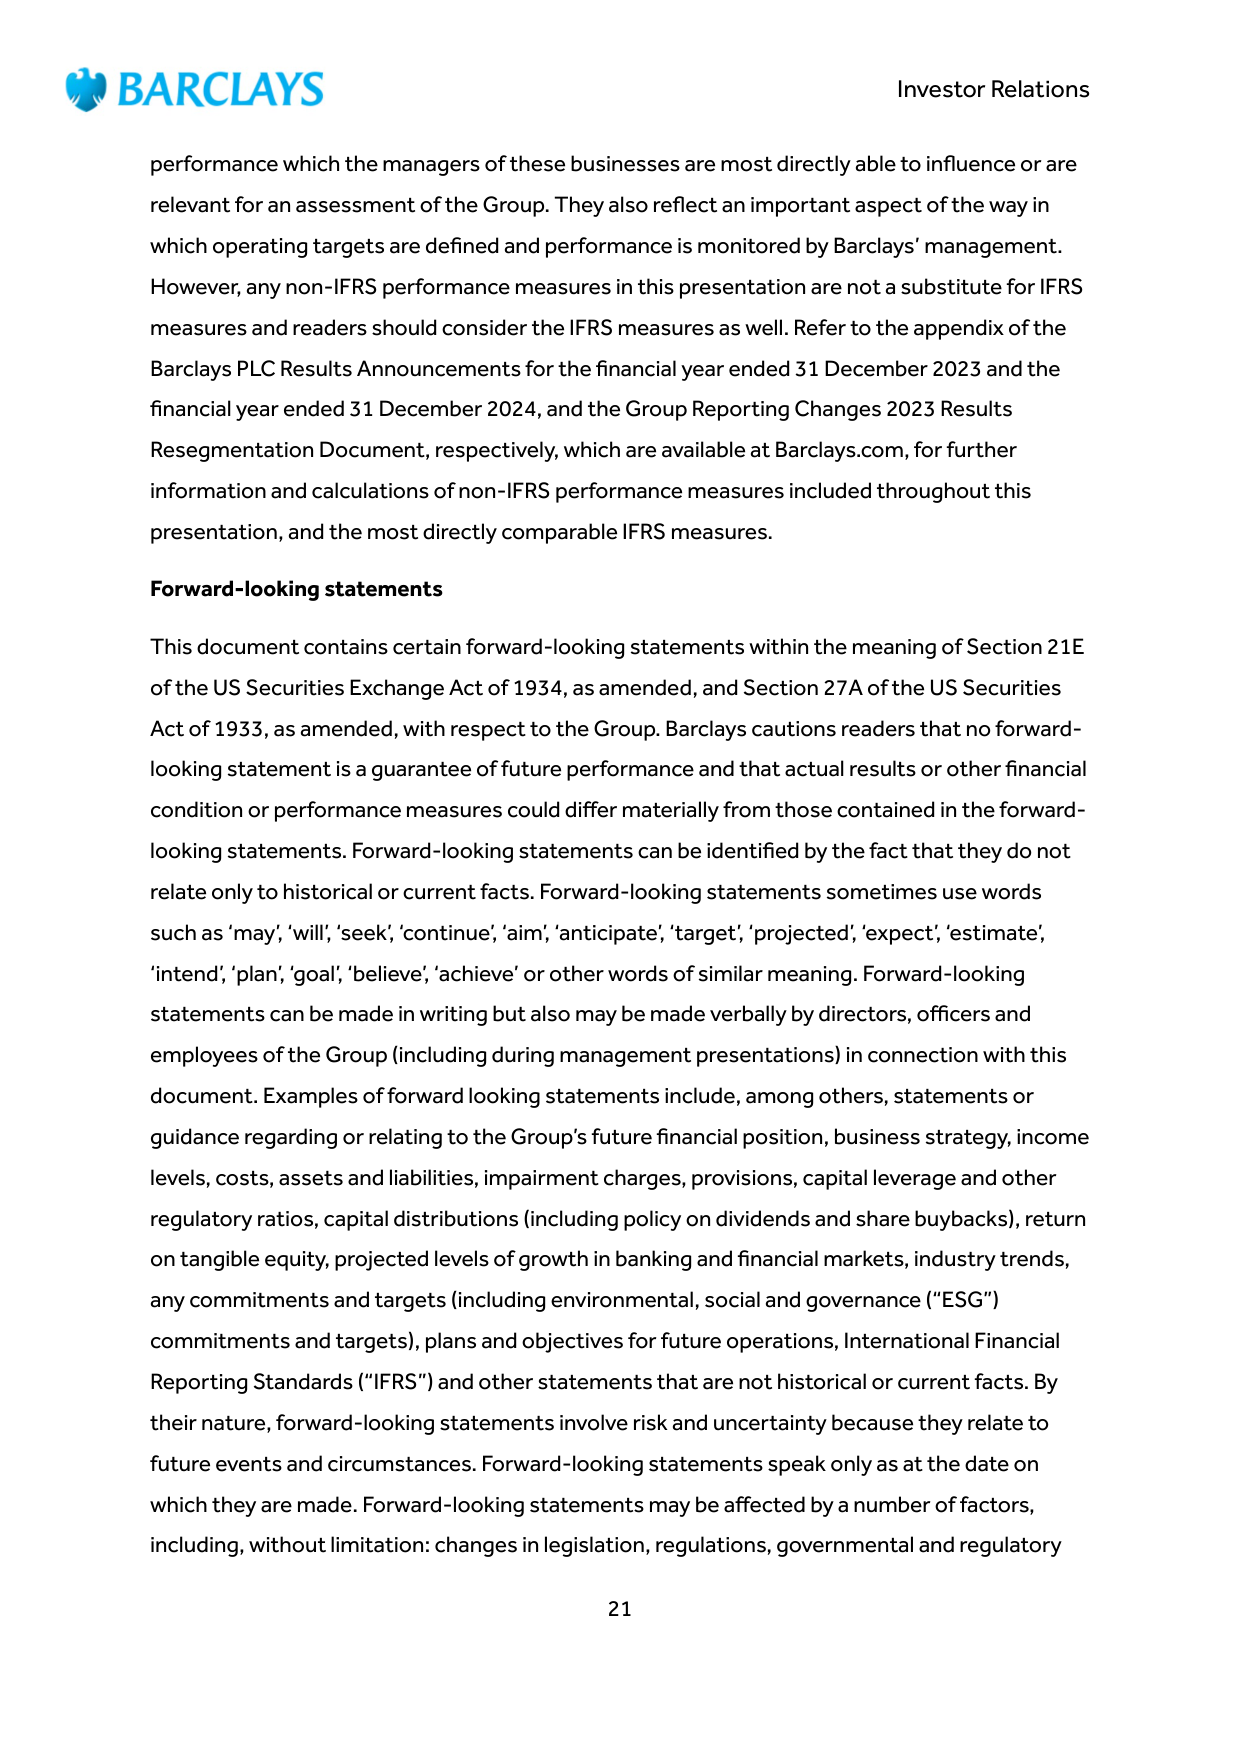 BARCLAYS
Investor Relations
performance which the managers of these businesses are most directly able to influence or are
relevant for an assessment of the Group. They also reflect an important aspect of the way in
which operating targets are defined and performance is monitored by Barclays’ management.
However, any non-IFRS performance measures in this presentation are not a substitute for IFRS
measures and readers should consider the IFRS measures as well. Refer to the appendix of the
Barclays PLC Results Announcements for the financial year ended 31 December 2023 and the
financial year ended 31 December 2024, and the Group Reporting Changes 2023 Results
Resegmentation Document, respectively, which are available at Barclays.com, for further
information and calculations of non-IFRS performance measures included throughout this
presentation, and the most directly comparable IFRS measures.
Forward-looking statements
This document contains certain forward-looking statements within the meaning of Section 21E
of the US Securities Exchange Act of 1934, as amended, and Section 27A of the US Securities
Act of 1933, as amended, with respect to the Group. Barclays cautions readers that no forward-
looking statement is a guarantee of future performance and that actual results or other financial
condition or performance measures could differ materially from those contained in the forward-
looking statements. Forward-looking statements can be identified by the fact that they do not
relate only to historical or current facts. Forward-looking statements sometimes use words
such as ‘may’, ‘will’, ‘seek’, ‘continue’, ‘aim’, ‘anticipate’, ‘target’, ‘projected’, ‘expect’, ‘estimate’,
‘intend’, ‘plan’, ‘goal’, ‘believe’, ‘achieve’ or other words of similar meaning. Forward-looking
statements can be made in writing but also may be made verbally by directors, officers and
employees of the Group (including during management presentations) in connection with this
document. Examples of forward looking statements include, among others, statements or
guidance regarding or relating to the Group’s future financial position, business strategy, income
levels, costs, assets and liabilities, impairment charges, provisions, capital leverage and other
regulatory ratios, capital distributions (including policy on dividends and share buybacks), return
on tangible equity, projected levels of growth in banking and financial markets, industry trends,
any commitments and targets (including environmental, social and governance (“ESG”)
commitments and targets), plans and objectives for future operations, International Financial
Reporting Standards (“IFRS”) and other statements that are not historical or current facts. By
their nature, forward-looking statements involve risk and uncertainty because they relate to
future events and circumstances. Forward-looking statements speak only as at the date on
which they are made. Forward-looking statements may be affected by a number of factors,
including, without limitation: changes in legislation, regulations, governmental and regulatory
21